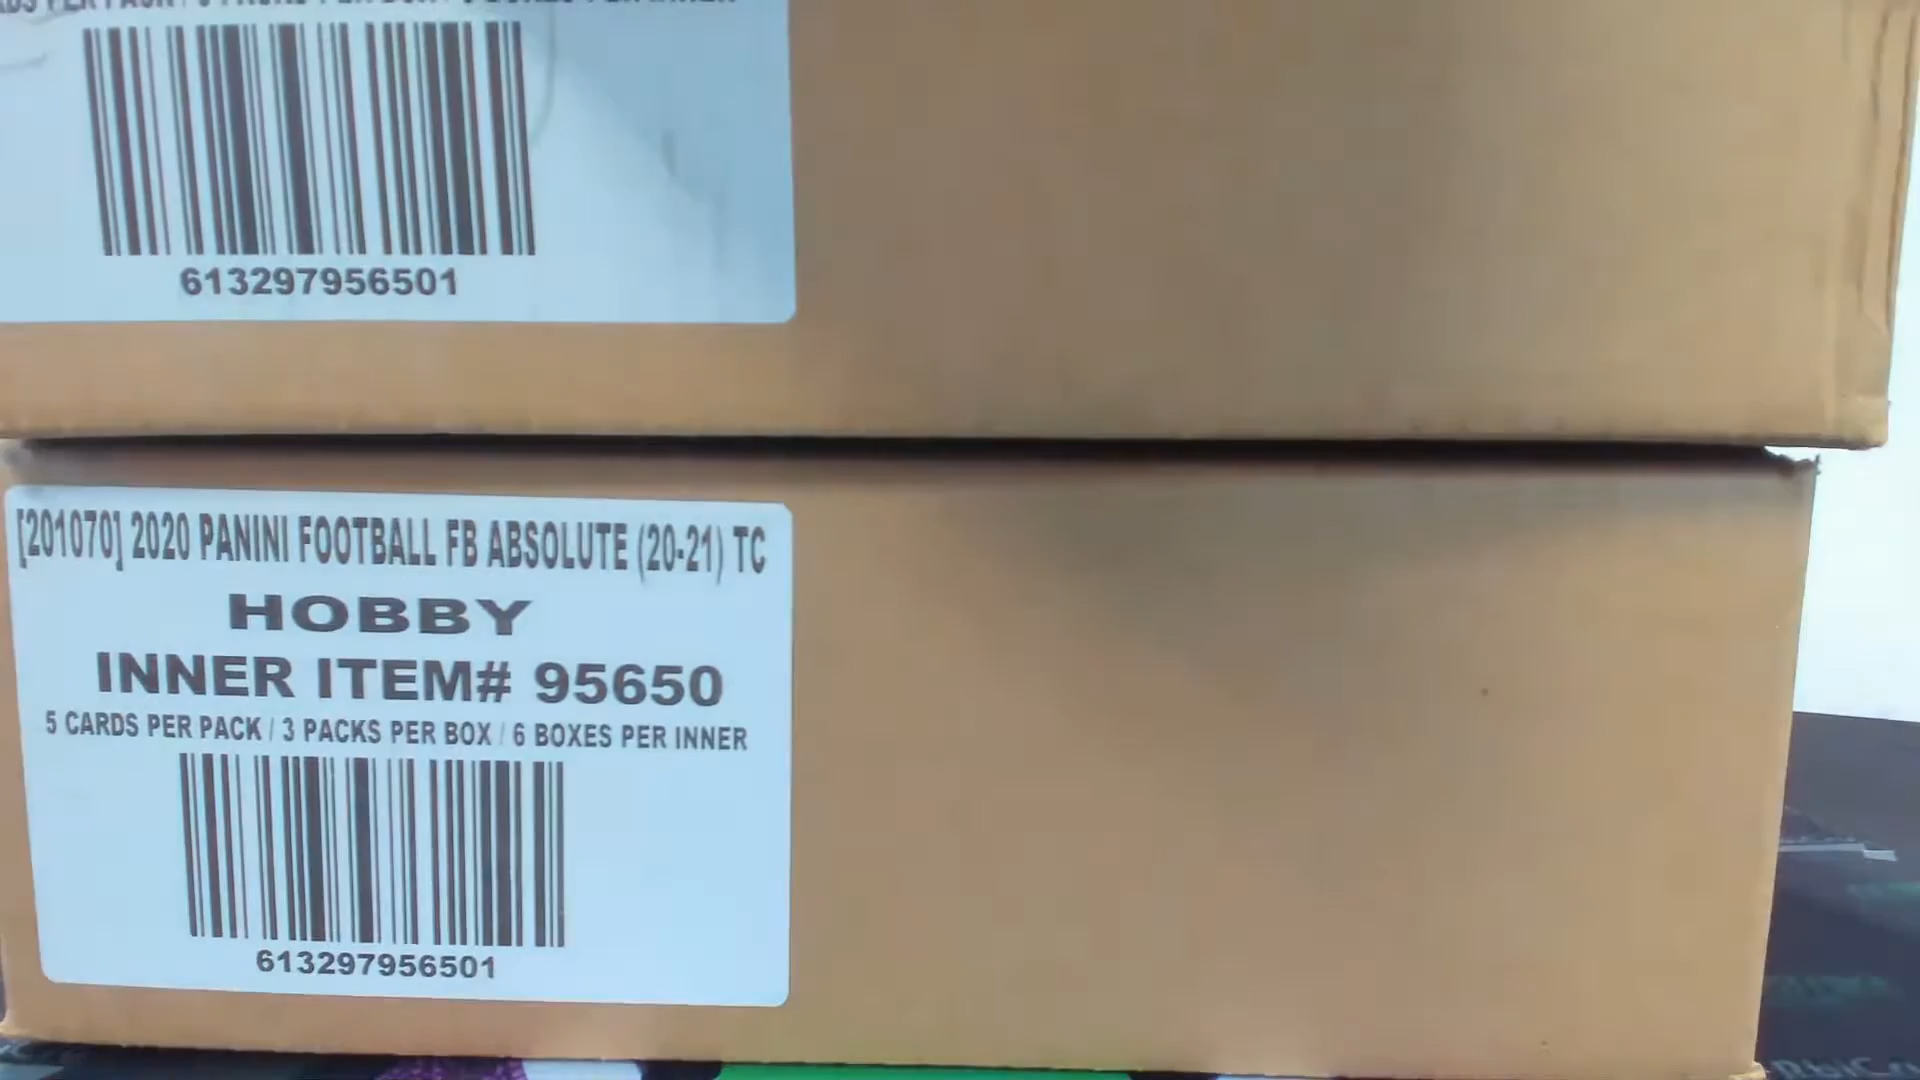 613297956501
[201070] 2020 PANINI FOOTBALL FB ABSOLUTE (20-21) TC
HOBBY
INNER ITEM# 95650
5 CARDS PER PACK / 3 PACKS PER BOX / 6 BOXES PER INNER
613297956501